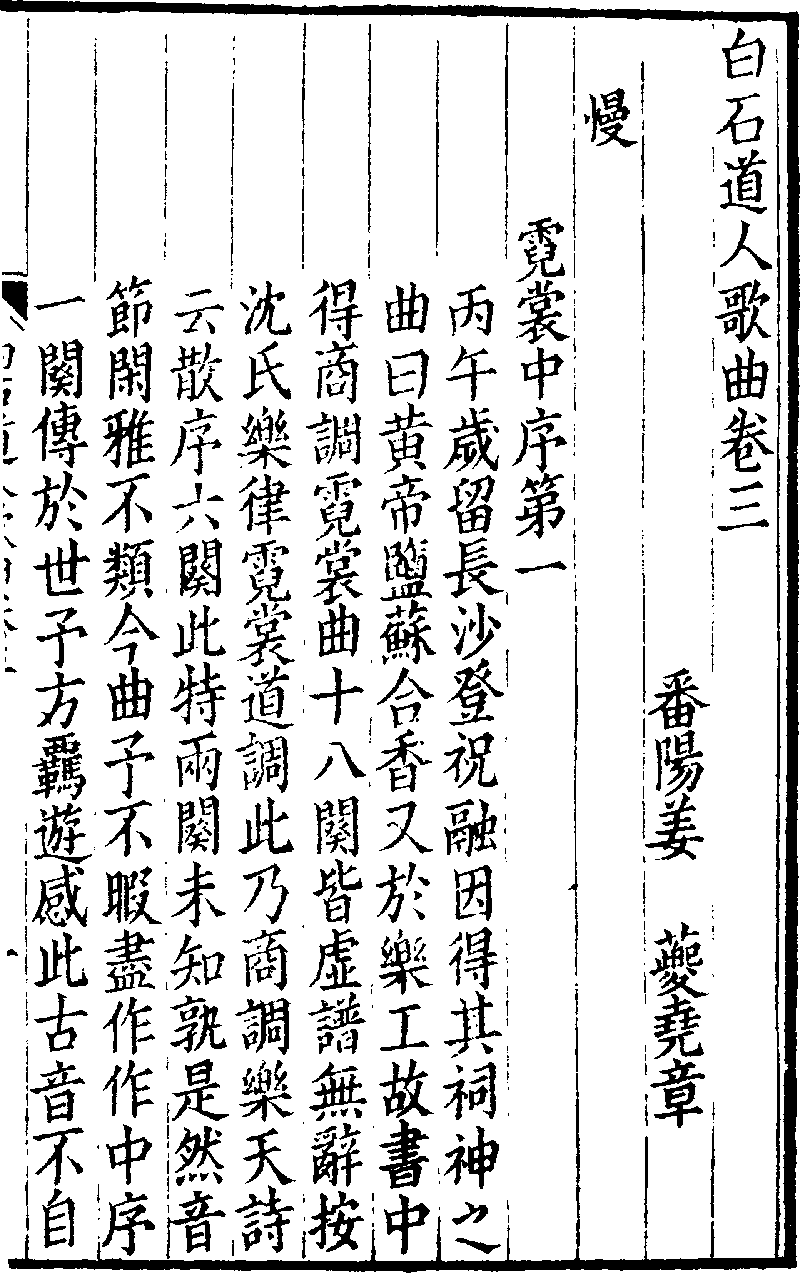 白石道人歌曲卷三
番陽姜 夔堯章
慢
霓裳中序第一
丙午歲留長沙登祝融因得其祠神之
曲曰黃帝鹽蘇合香又於樂工故書中
得商調霓裳曲十八闋皆虛譜無辭按
沈氏樂律霓裳道調此乃商調樂天詩
云散序六闋此特兩闋未知孰是然音
節閑雅不類今曲予不暇盡作作中序
一闋傳於世予方羇遊感此古音不自